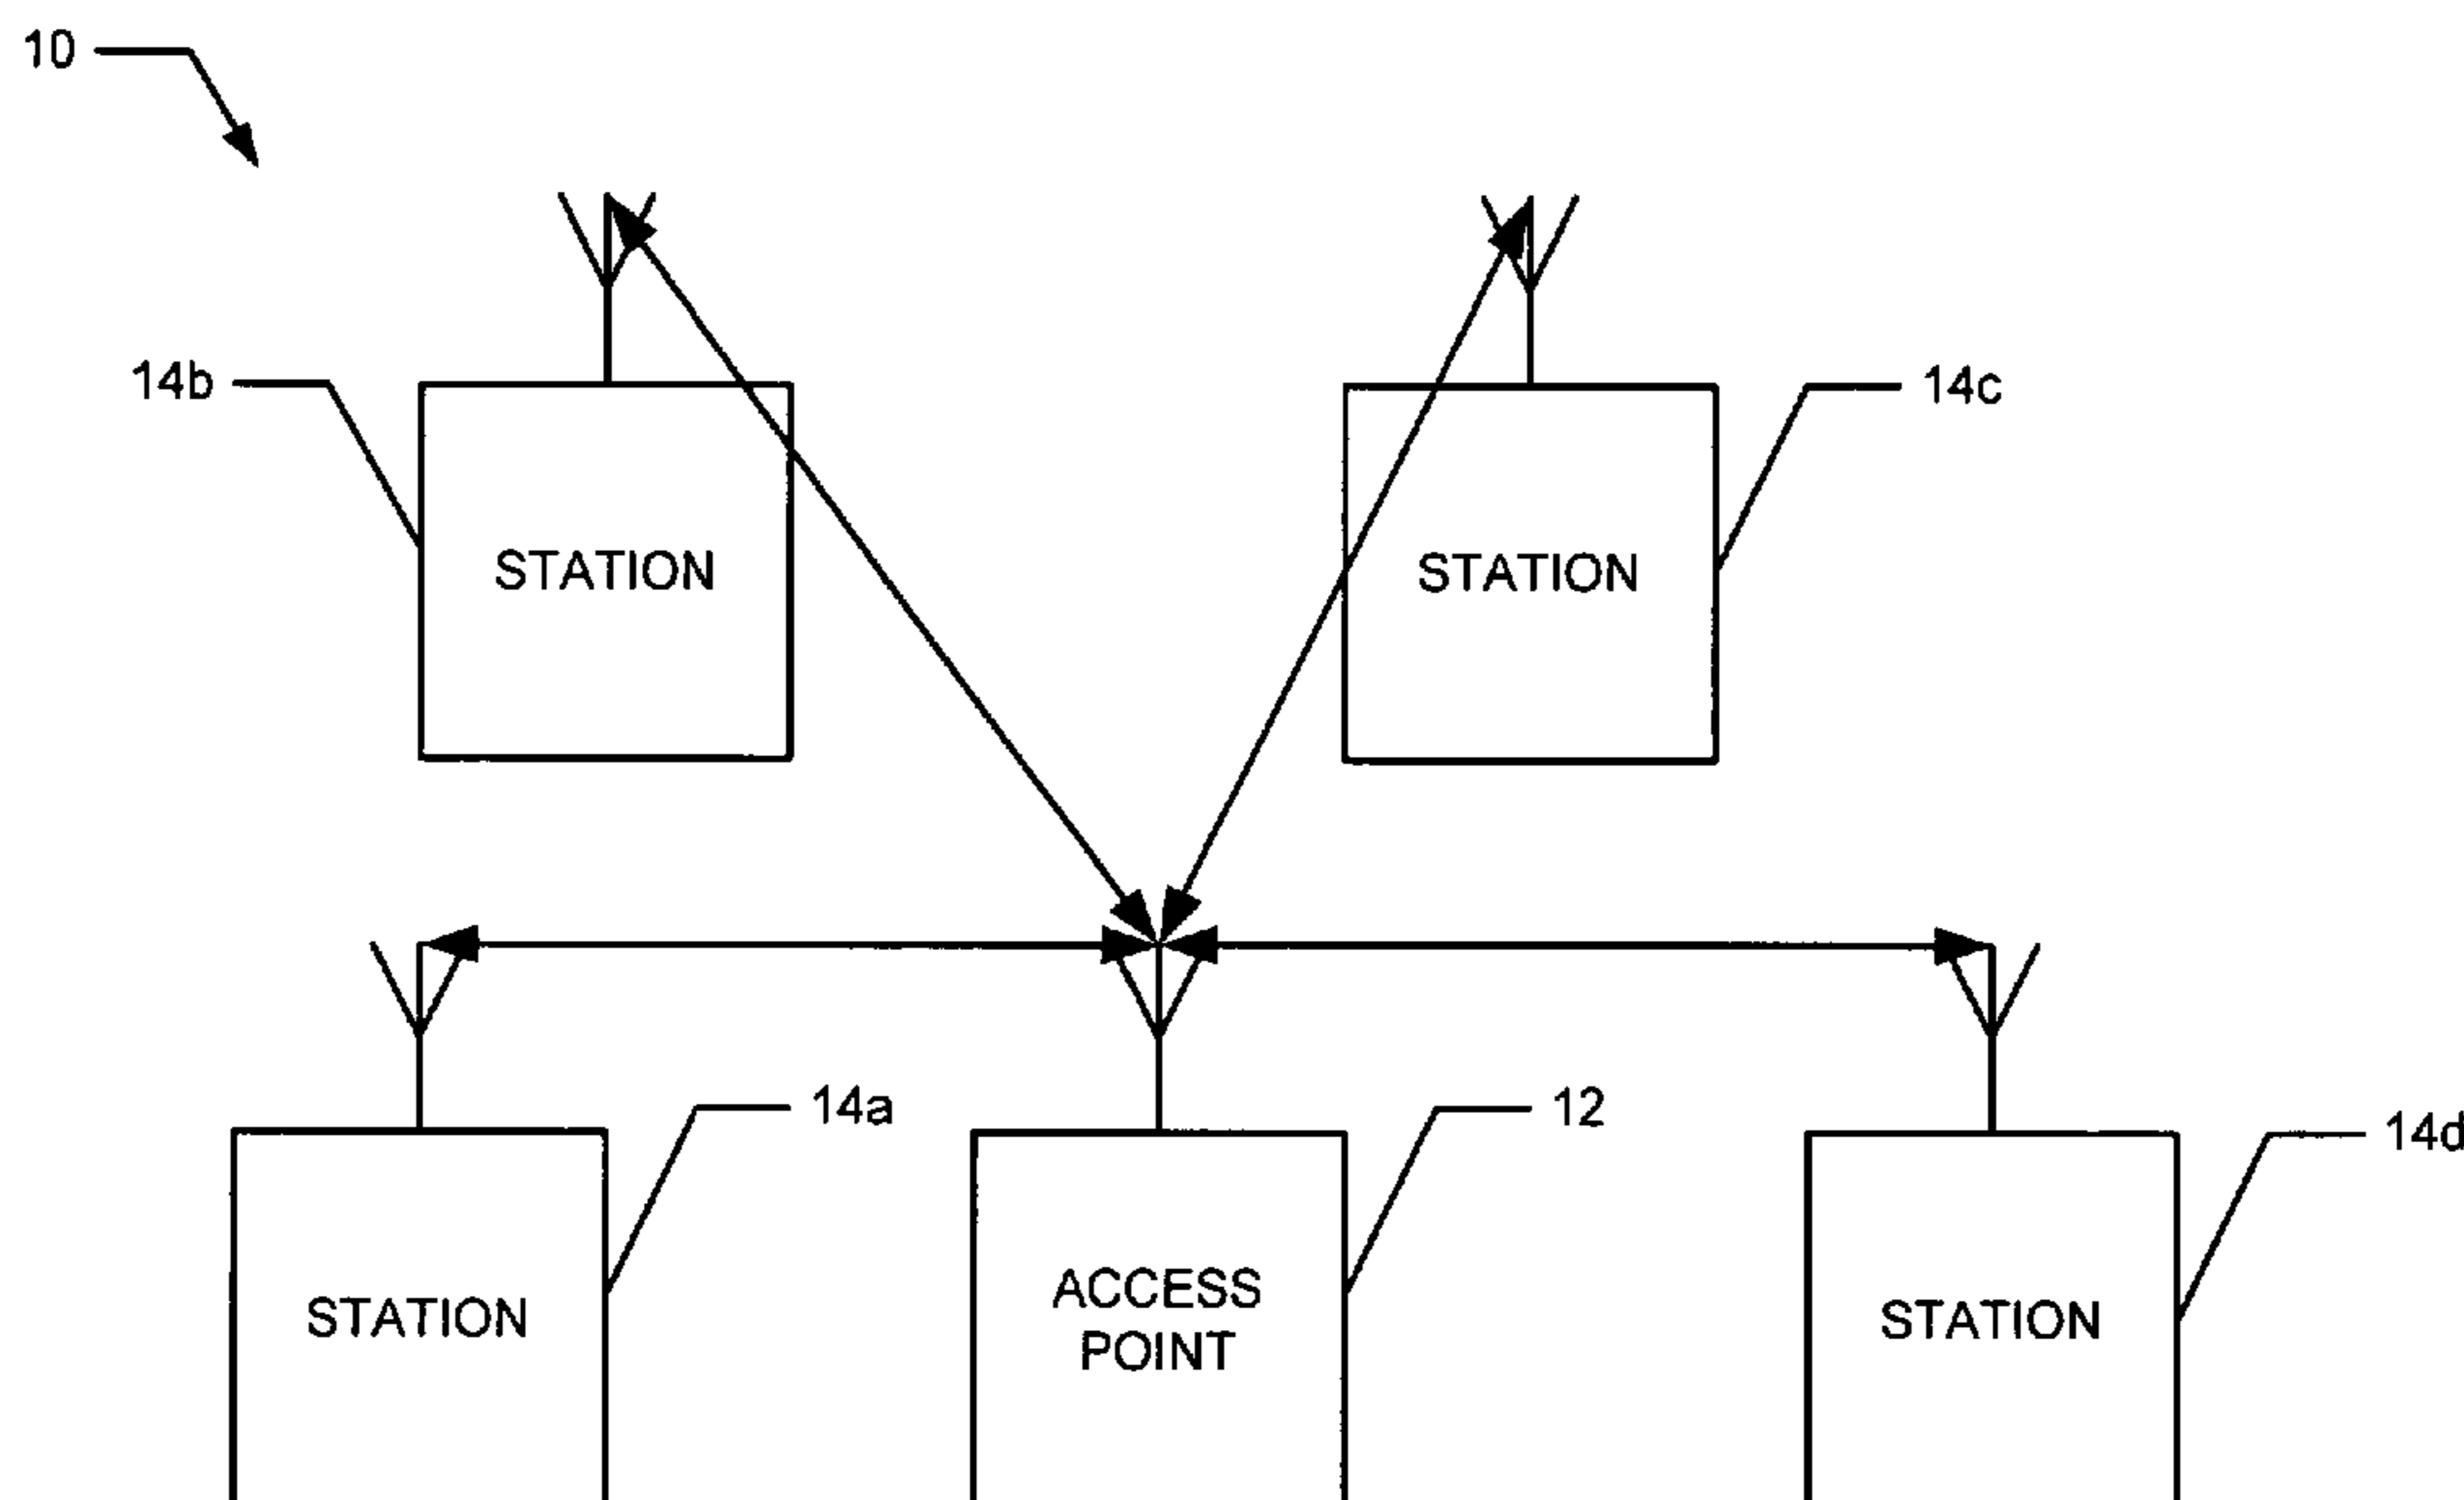 10
14b
14c
STATION
STATION
14a
12
14d
STATION
ACCESS
POINT
STATION